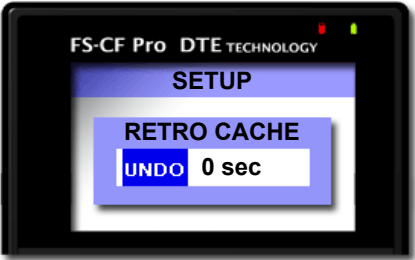 FS-CF Pro DTE TECHNOLOGY
SETUP
RETRO CACHE
UNDO 0 sec